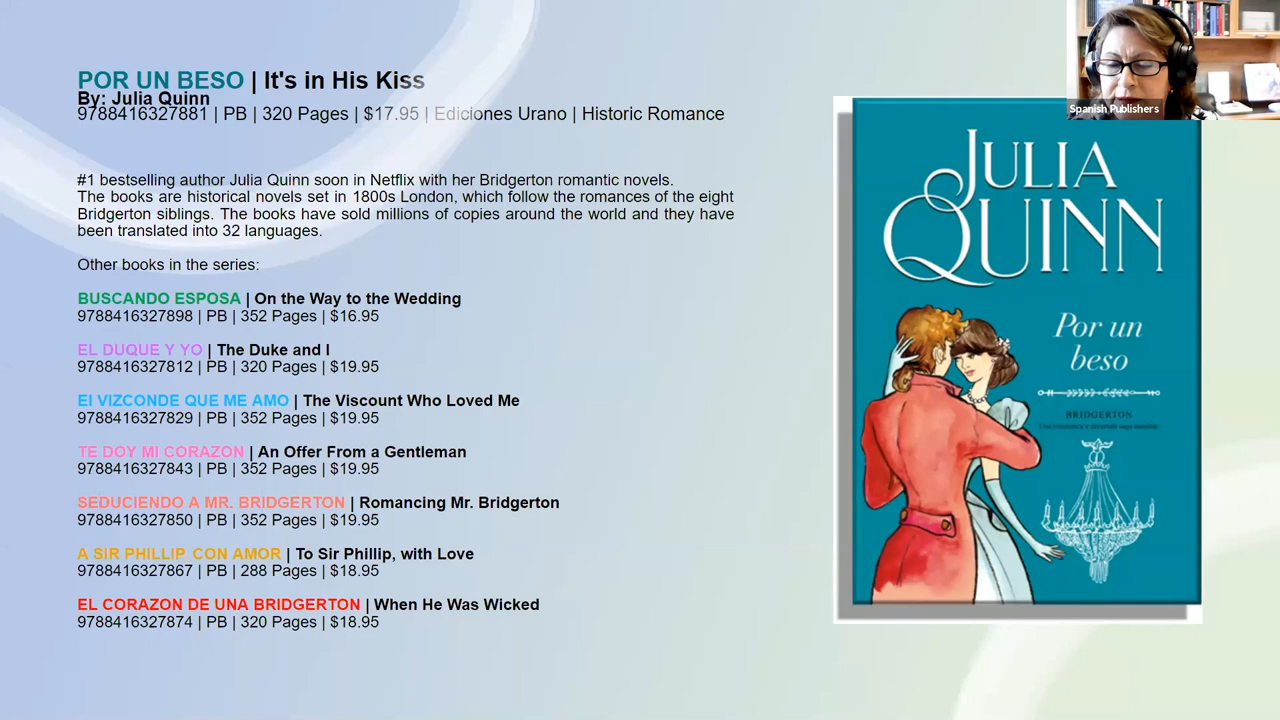 POR UN BESO | It's in His Kiss
By: Julia Quinn
9788416327881 | PB | 320 Pages | $17.95 | Ediciones Urano | Historic Romance
#1 bestselling author Julia Quinn soon in Netflix with her Bridgerton romantic novels.
The books are historical novels set in 1800s London, which follow the romances of the eight
Bridgerton siblings. The books have sold millions of copies around the world and they have
been translated into 32 languages.
Other books in the series:
BUSCANDO ESPOSA | On the Way to the Wedding
9788416327898 | PB | 352 Pages | $16.95
EL DUQUE Y YO | The Duke and I
9788416327812 | PB | 320 Pages | $19.95
El VIZCONDE QUE ME AMO | The Viscount Who Loved Me
9788416327829 | PB | 352 Pages | $19.95
TE DOY MI CORAZON | An Offer From a Gentleman
9788416327843 | PB | 352 Pages | $19.95
SEDUCIENDO A MR. BRIDGERTON | Romancing Mr. Bridgerton
9788416327850 | PB | 352 Pages | $19.95
A SIR PHILLIP, CON AMOR | To Sir Phillip, with Love
9788416327867 | PB | 288 Pages | $18.95
EL CORAZON DE UNA BRIDGERTON | When He Was Wicked
9788416327874 | PB | 320 Pages | $18.95
Spanish Publishers
JULIA
QUINN
Por un
beso
BRIDGERTON